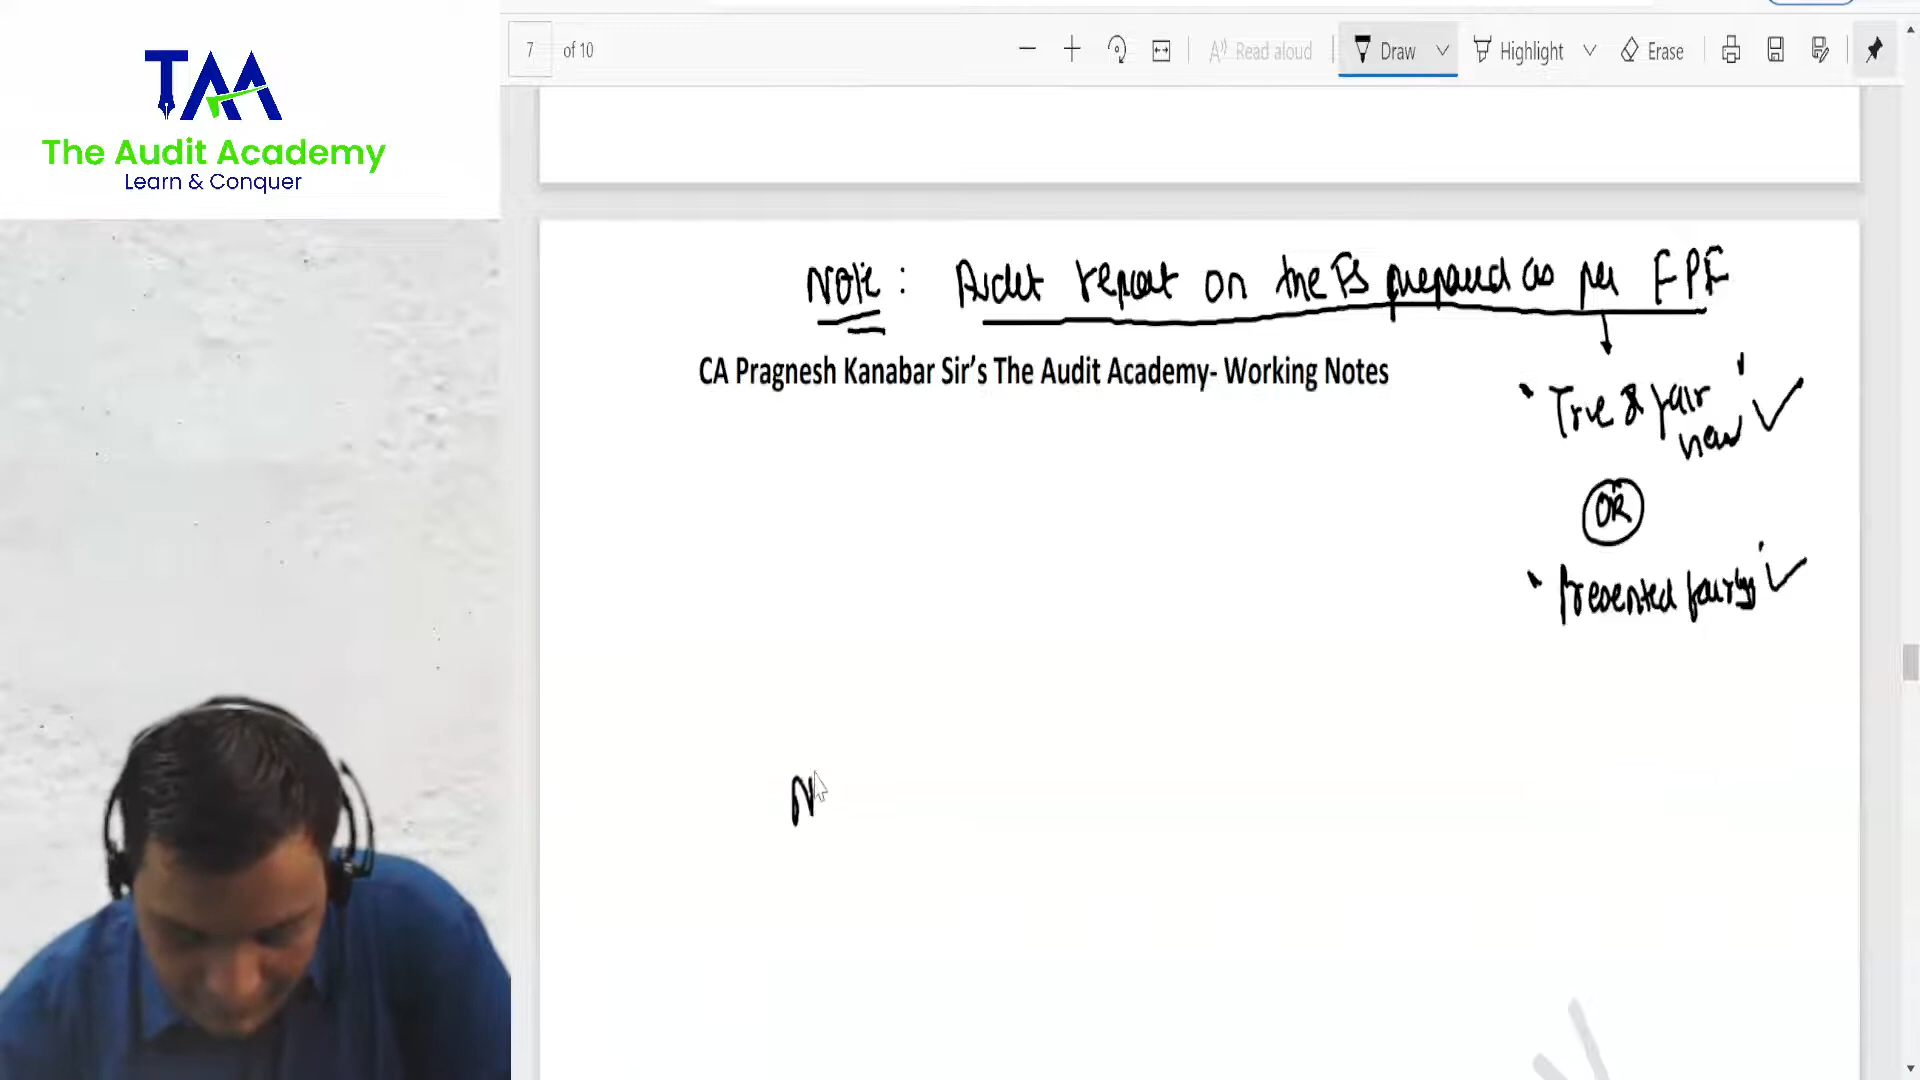 TAA
The Audit Academy
Learn & Conquer
7 of 10
Read aloud
Draw
Highlight
Erase
Note : Audit report on the FS prepared as per FPF
CA Pragnesh Kanabar Sir's The Audit Academy- Working Notes
"True & fair
view"
OR
"Presented fairly"
N